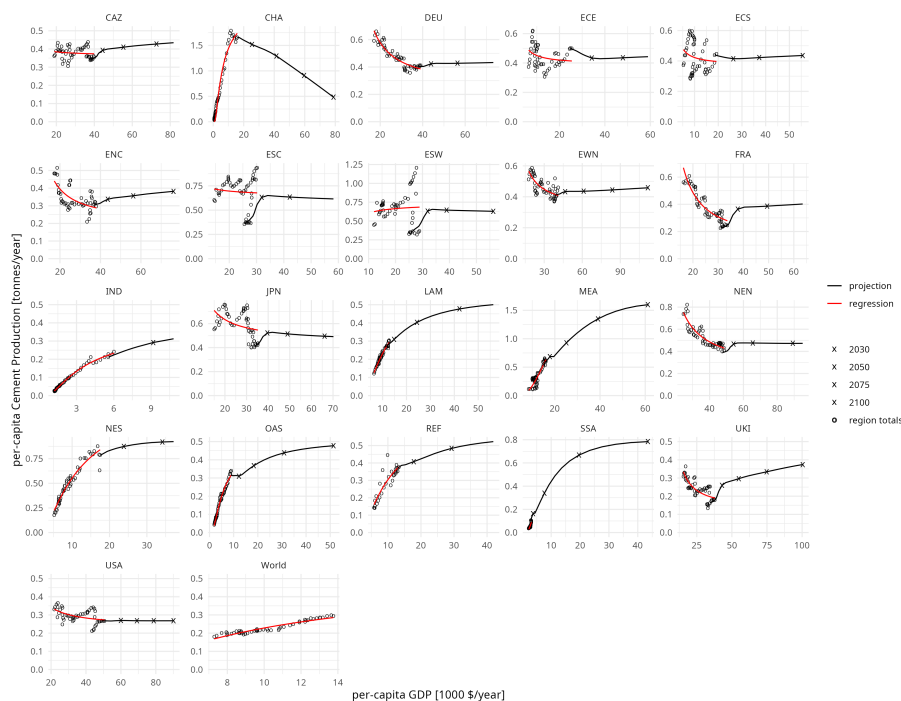 CAZ CHA DEU ECE ECS
0.5 0.4 0.3 0.2 0.1 0.0
20 40 60 80
1.5 1.0 0.5 0.0
0 10 20 30 40 50 60 70 80
0.6 0.4 0.2 0.0
20 30 40 50 60
0.6 0.4 0.2 0.0
20 40 60
0.6 0.4 0.2 0.0
10 20 30 40 50
ENC ESC ESW EWN FRA
0.5 0.4 0.3 0.2 0.1 0.0
20 40 60
0.75 0.50 0.25 0.00
20 30 40 50 60
1.25 1.00 0.75 0.50 0.25 0.00
10 20 30 40 50
0.6 0.4 0.2 0.0
30 60 90
0.6 0.4 0.2 0.0
20 30 40 50 60
IND JPN LAM MEA NEN
0.5 0.4 0.3 0.2 0.1 0.0
3 6 9
0.6 0.4 0.2 0.0
20 30 40 50 60 70
0.5 0.4 0.3 0.2 0.1 0.0
10 20 30 40 50
1.5 1.0 0.5 0.0
10 20 30 40 50 60
0.8 0.6 0.4 0.2 0.0
40 60 80
NES OAS REF SSA UKI
0.75 0.50 0.25 0.00
10 20 30
0.5 0.4 0.3 0.2 0.1 0.0
0 10 20 30 40 50
0.5 0.4 0.3 0.2 0.1 0.0
10 20 30 40
0.8 0.6 0.4 0.2 0.0
10 20 30 40
0.5 0.4 0.3 0.2 0.1 0.0
25 50 75 100
USA World
0.5 0.4 0.3 0.2 0.1 0.0
20 40 60 80
0.5 0.4 0.3 0.2 0.1 0.0
8 10 12 14
per-capita Cement Production [tonnes/year]
per-capita GDP [1000 $/year]
projection
regression
x 2030
x 2050
x 2075
x 2100
o region totals